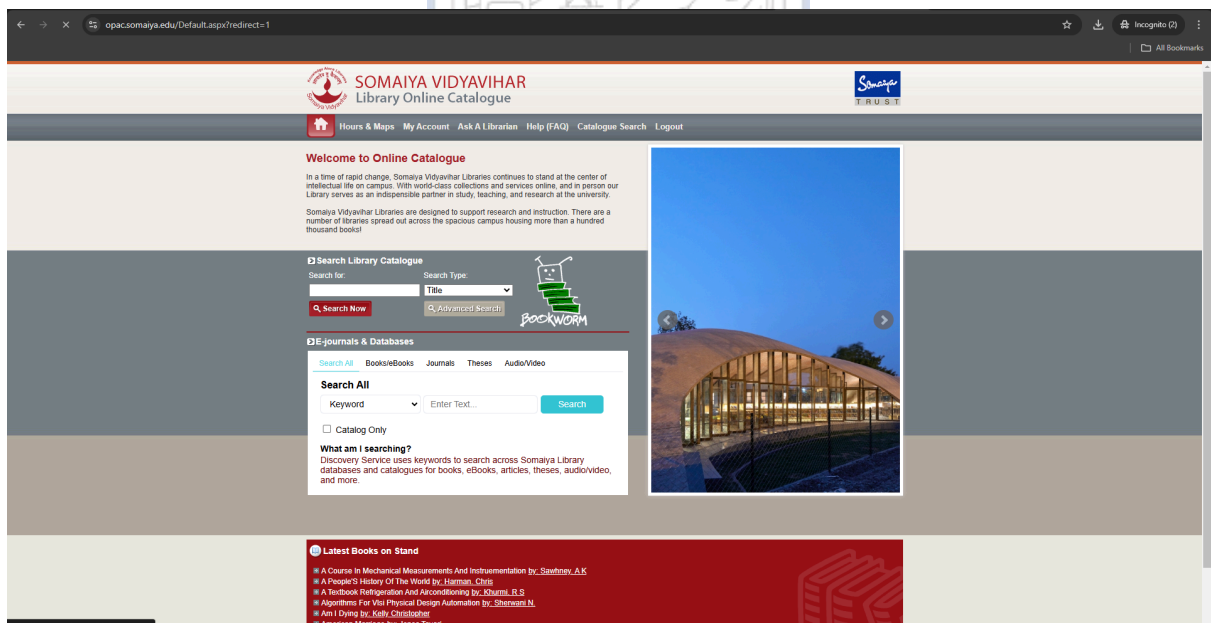 opac.somaiya.edu/Default.aspx?redirect=1
Incognito (2)
All Bookmarks
SOMAIYA VIDYAVIHAR
Library Online Catalogue
Somaiya
TRUST
Hours & Maps My Account Ask A Librarian Help (FAQ) Catalogue Search Logout
Welcome to Online Catalogue
In a time of rapid change, Somaiya Vidyavihar Libraries continues to stand at the center of
intellectual life on campus. With world-class collections and services online, and in person our
Library serves as an indispensible partner in study, teaching, and research at the university.
Somaiya Vidyavihar Libraries are designed to support research and instruction. There are a
number of libraries spread out across the spacious campus housing more than a hundred
thousand books!
Search Library Catalogue
Search for: Search Type:
Title
Search Now Advanced Search
BOOKWORM
E-journals & Databases
Search All Books/eBooks Journals Theses Audio/Video
Search All
Keyword Enter Text... Search
Catalog Only
What am I searching?
Discovery Service uses keywords to search across Somaiya Library
databases and catalogues for books, eBooks, articles, theses, audio/video,
and more.
Latest Books on Stand
A Course In Mechanical Measurements And Instruementation by: Sawhney, A K
A People'S History Of The World by: Harman, Chris
A Textbook Refrigeration And Airconditioning by: Khurmi, R S
Algorithms For Vlsi Physical Design Automation by: Sherwani N.
Am I Dying by: Kelly Christopher